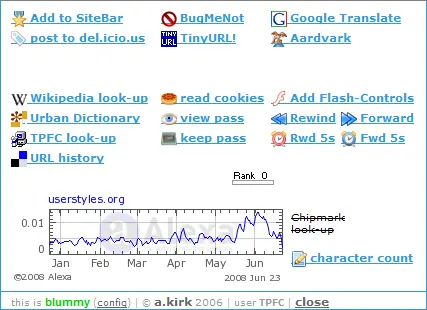 Add to SiteBar
BugMeNot
Google Translate
post to del.icio.us
TINY URL
TinyURL!
Aardvark
Wikipedia look-up
read cookies
Add Flash-Controls
Urban Dictionary
view pass
Rewind
Forward
TPFC look-up
keep pass
Rwd 5s
Fwd 5s
URL history
Rank 0
userstyles.org
0.01
0
a Alexa
Jan Feb Mar Apr May Jun
©2008 Alexa
2008 Jun 23
Chipmark
look-up
character count
this is blummy (config) | © a.kirk 2006 | user TPFC | close